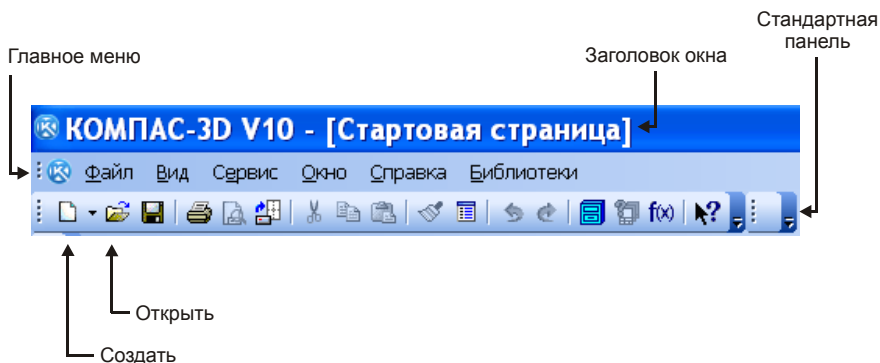 Стандартная
панель
Главное меню
Заголовок окна
КОМПАС-3D V10 - [Стартовая страница]
Файл Вид Сервис Окно Справка Библиотеки
f(x) ?
Открыть
Создать